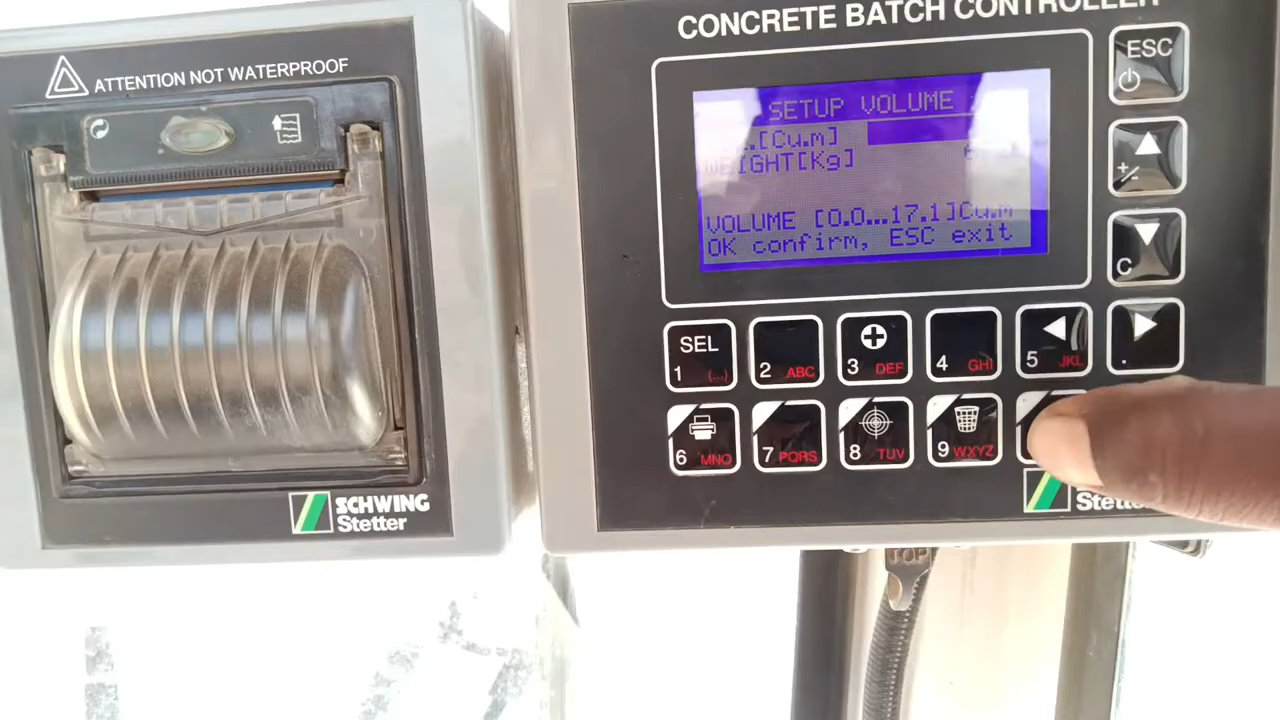 ATTENTION NOT WATERPROOF
SCHWING
Stetter
CONCRETE BATCH CONTROLLER
SETUP VOLUME
[Cu.m]
WEIGHT[Kg]
VOLUME [0.0...17.1]Cu.m
OK confirm, ESC exit
ESC
+/-
C
.
SEL
1 (...)
2 ABC
3 DEF
4 GHI
5 JKL
6 MNO
7 PQRS
8 TUV
9 WXYZ
TOP